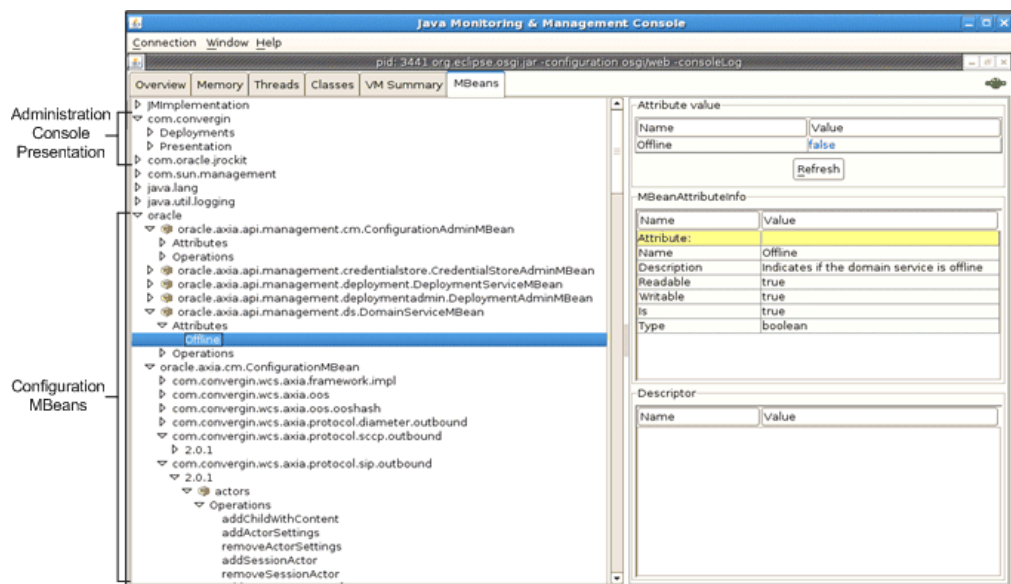 Java Monitoring & Management Console
Connection Window Help
pid: 3441 org.eclipse.osgi.jar -configuration osgi/web -consoleLog
Overview Memory Threads Classes VM Summary MBeans
Administration
Console
Presentation
JMImplementation
com.convergin
Deployments
Presentation
com.oracle.jrockit
com.sun.management
java.lang
java.util.logging
Configuration
MBeans
oracle
oracle.axia.api.management.cm.ConfigurationAdminMBean
Attributes
Operations
oracle.axia.api.management.credentialstore.CredentialStoreAdminMBean
oracle.axia.api.management.deployment.DeploymentServiceMBean
oracle.axia.api.management.deploymentadmin.DeploymentAdminMBean
oracle.axia.api.management.ds.DomainServiceMBean
Attributes
Offline
Operations
oracle.axia.cm.ConfigurationMBean
com.convergin.wcs.axia.framework.impl
com.convergin.wcs.axia.oos
com.convergin.wcs.axia.oos.ooshash
com.convergin.wcs.axia.protocol.diameter.outbound
com.convergin.wcs.axia.protocol.sccp.outbound
2.0.1
com.convergin.wcs.axia.protocol.sip.outbound
2.0.1
actors
Operations
addChildWithContent
addActorSettings
removeActorSettings
addSessionActor
removeSessionActor
Attribute value
Name Value
Offline false
Refresh
MBeanAttributeInfo
Name Value
Attribute:
Name Offline
Description Indicates if the domain service is offline
Readable true
Writable true
Is true
Type boolean
Descriptor
Name Value